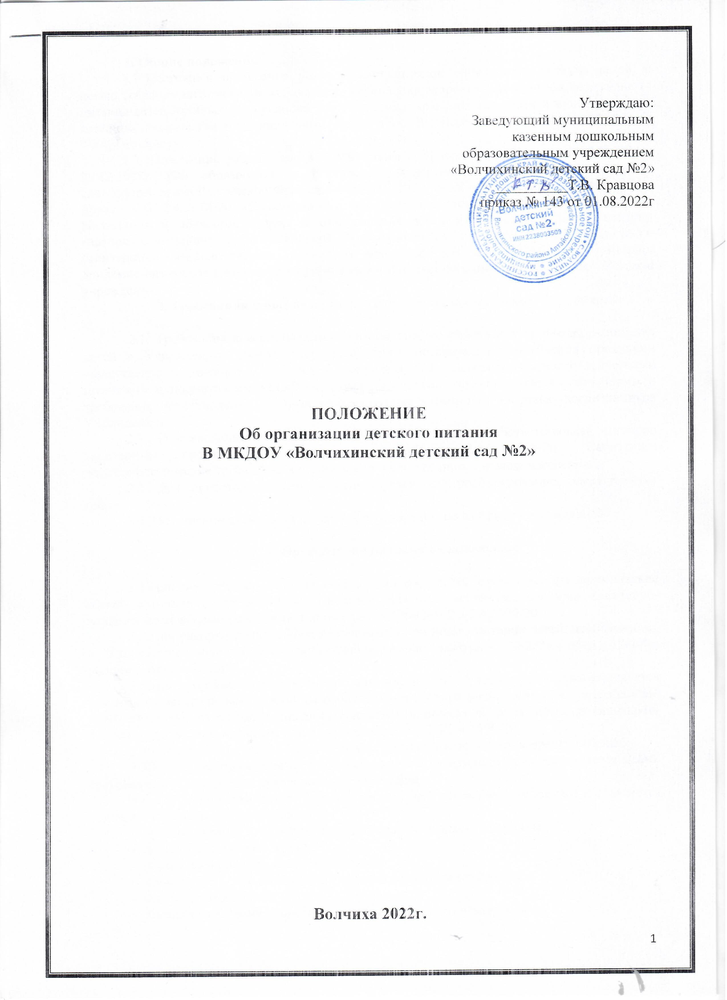 Утверждаю:
Заведующий муниципальным
казенным дошкольным
образовательным учреждением
«Волчихинский детский сад №2»
Т.В. Кравцова
приказ № 143 от 01.08.2022г
РОССИЙСКАЯ ФЕДЕРАЦИЯ • АЛТАЙСКИЙ КРАЙ • ВОЛЧИХИНСКИЙ РАЙОН • С.ВОЛЧИХА
муниципальное казённое дошкольное образовательное учреждение
Волчихинского района Алтайского края
«Волчихинский
детский
сад №2»
ИНН 2238003509
ПОЛОЖЕНИЕ
Об организации детского питания
В МКДОУ «Волчихинский детский сад №2»
Волчиха 2022г.
1